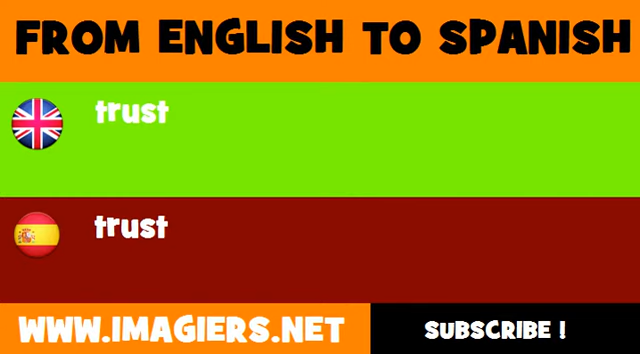 FROM ENGLISH TO SPANISH
trust
trust
WWW.IMAGIERS.NET
SUBSCRIBE !